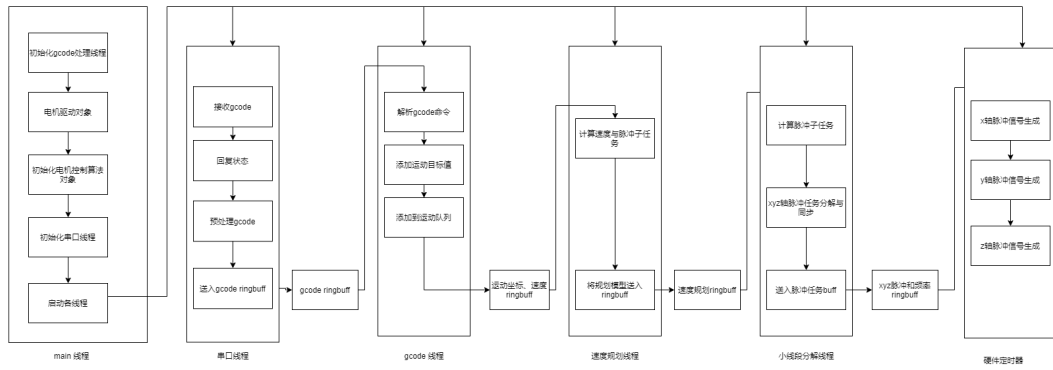 初始化gcode处理线程
电机驱动对象
初始化电机控制算法
对象
初始化串口线程
启动各线程
main 线程
接收gcode
回复状态
预处理gcode
送入gcode ringbuff
串口线程
gcode ringbuff
解析gcode命令
添加运动目标值
添加到运动队列
gcode 线程
运动坐标、速度
ringbuff
计算速度与脉冲子任
务
将规划模型送入
ringbuff
速度规划线程
速度规划ringbuff
计算脉冲子任务
xyz轴脉冲任务分解与
同步
送入脉冲任务buff
小线段分解线程
xyz脉冲和频率
ringbuff
x轴脉冲信号生成
y轴脉冲信号生成
z轴脉冲信号生成
硬件定时器